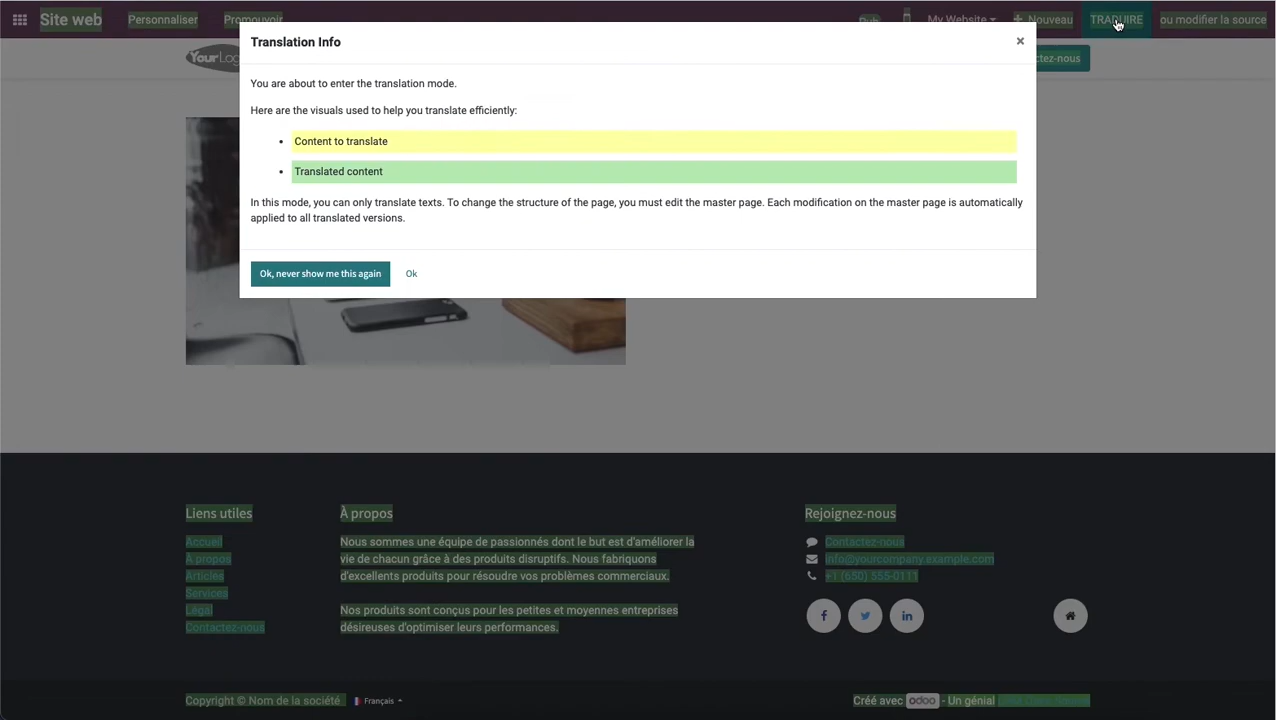 Site web
Personnaliser
Promouvoir
My Website
Nouveau
TRADUIRE
ou modifier la source
Translation Info
×
You are about to enter the translation mode.
Here are the visuals used to help you translate efficiently:
• Content to translate
• Translated content
In this mode, you can only translate texts. To change the structure of the page, you must edit the master page. Each modification on the master page is automatically
applied to all translated versions.
Ok, never show me this again
Ok
Liens utiles
Accueil
À propos
Articles
Services
Légal
Contactez-nous
À propos
Nous sommes une équipe de passionnés dont le but est d'améliorer la
vie de chacun grâce à des produits disruptifs. Nous fabriquons
d'excellents produits pour résoudre vos problèmes commerciaux.
Nos produits sont conçus pour les petites et moyennes entreprises
désireuses d'optimiser leurs performances.
Rejoignez-nous
Contactez-nous
info@yourcompany.example.com
+1 (650) 555-0111
Copyright © Nom de la société
Français
Créé avec odoo - Un génial